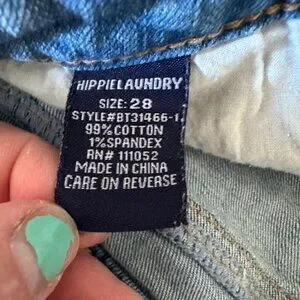 HIPPIELAUNDRY
SIZE: 28
STYLE#BT31466-1
99%COTTON
1%SPANDEX
RN# 111052
MADE IN CHINA
CARE ON REVERSE